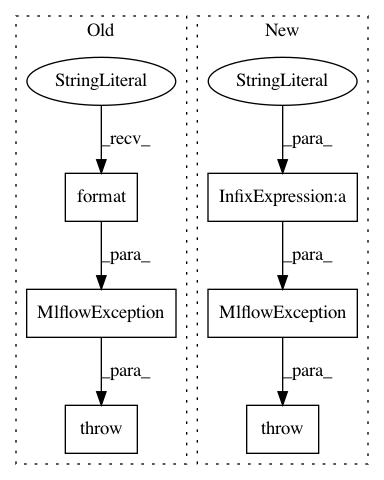 Old
New
StringLiteral
StringLiteral
_recv_
_para_
format
InfixExpression:a
_para_
_para_
MlflowException
MlflowException
_para_
_para_
throw
throw